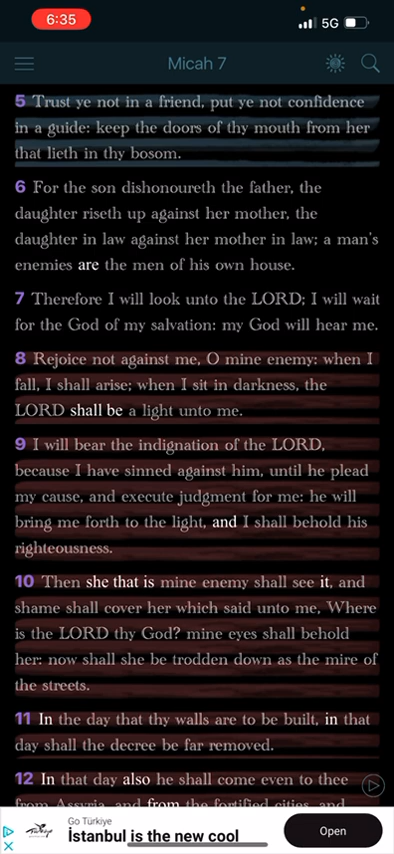 6:35
5G
Micah 7
5 Trust ye not in a friend, put ye not confidence
in a guide: keep the doors of thy mouth from her
that lieth in thy bosom.
6 For the son dishonoureth the father, the
daughter riseth up against her mother, the
daughter in law against her mother in law; a man's
enemies are the men of his own house.
7 Therefore I will look unto the LORD; I will wait
for the God of my salvation: my God will hear me.
8 Rejoice not against me, O mine enemy: when I
fall, I shall arise; when I sit in darkness, the
LORD shall be a light unto me.
9 I will bear the indignation of the LORD,
because I have sinned against him, until he plead
my cause, and execute judgment for me: he will
bring me forth to the light, and I shall behold his
righteousness.
10 Then she that is mine enemy shall see it, and
shame shall cover her which said unto me, Where
is the LORD thy God? mine eyes shall behold
her: now shall she be trodden down as the mire of
the streets.
11 In the day that thy walls are to be built, in that
day shall the decree be far removed.
12 In that day also he shall come even to thee
from Assyria, and from the fortified cities, and
Go Türkiye
İstanbul is the new cool
Open